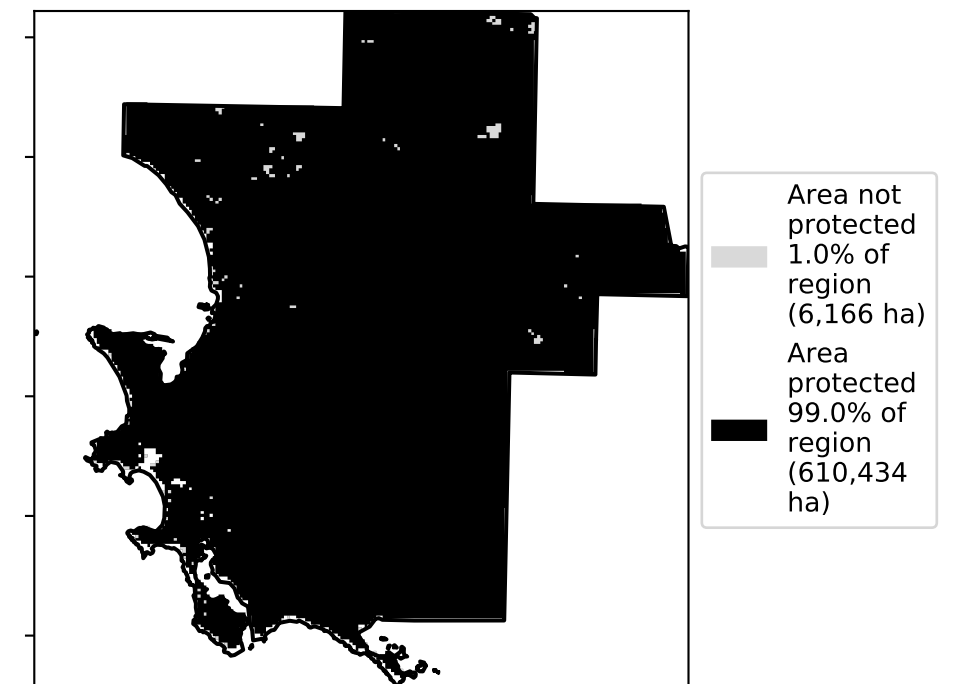 Area not
protected
1.0% of
region
(6,166 ha)
Area
protected
99.0% of
region
(610,434
ha)